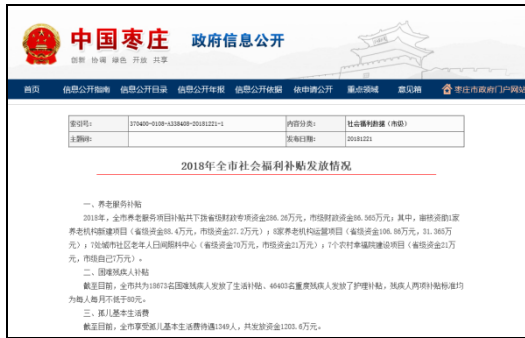 中国枣庄
政府信息公开
创新 协调 绿色 开放 共享
首页 信息公开指南 信息公开目录 信息公开年报 信息公开依据 依申请公开 重点领域 意见箱 枣庄市政府门户网站
索引号: 370400-0108-A338408-20181221-1 内容分类: 社会福利数据（市级）
主题词: 发布日期: 20181221
2018年全市社会福利补贴发放情况
一、养老服务补贴
2018年，全市养老服务项目补贴共下拨省级财政专项资金286.26万元，市级财政资金86.565万元；其中，审核资助1家
养老机构新建项目（省级资金88.4万元，市级资金27.2万元）；8家养老机构运营项目（省级资金106.86万元，31.365万
元）；7处城市社区老年人日间照料中心（省级资金70万元，市级资金21万元）；7个农村幸福院建设项目（省级资金21万
元，市级自己7万元）。
二、困难残疾人补贴
截至目前，全市共为18673名困难残疾人发放了生活补贴、46403名重度残疾人发放了护理补贴，残疾人两项补贴标准均
为每人每月不低于80元。
三、孤儿基本生活费
截至目前，全市享受孤儿基本生活费待遇1349人，共发放资金1203.6万元。